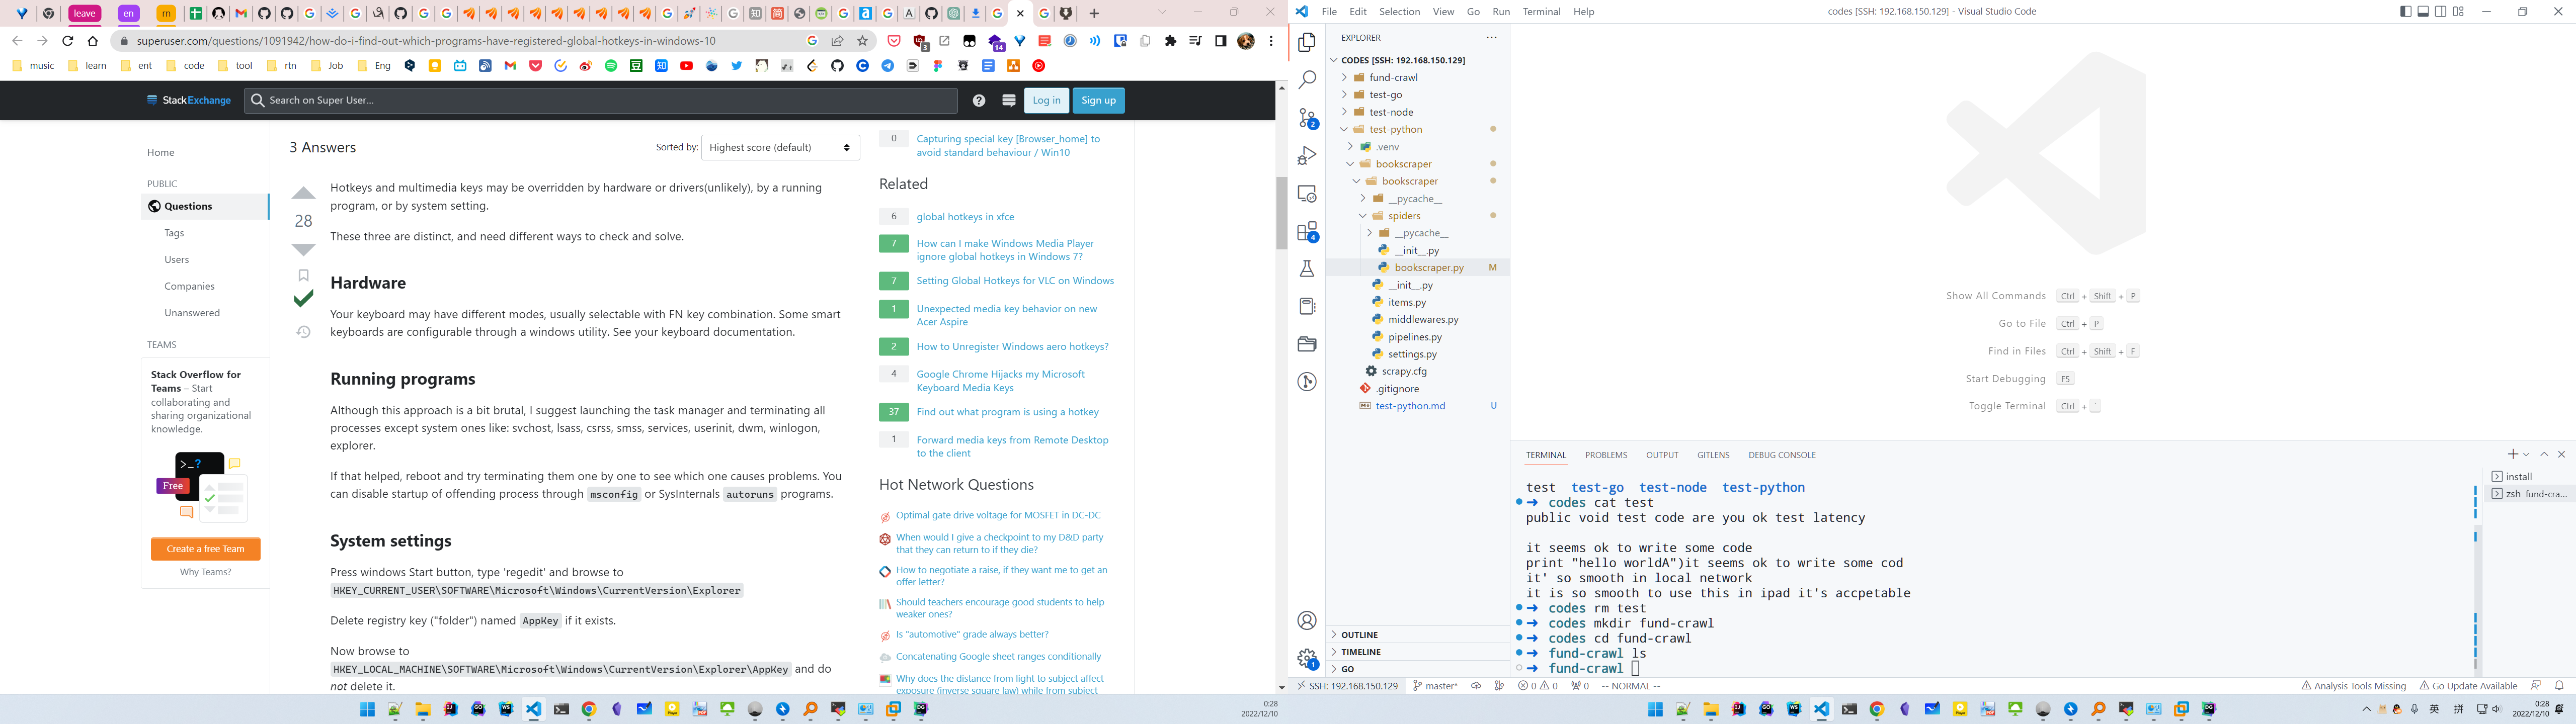 leave
en
rn
superuser.com/questions/1091942/how-do-i-find-out-which-programs-have-registered-global-hotkeys-in-windows-10
music
learn
ent
code
tool
rtn
Job
Eng
StackExchange
Search on Super User...
Log in
Sign up
Home
PUBLIC
Questions
Tags
Users
Companies
Unanswered
TEAMS
Stack Overflow for
Teams – Start
collaborating and
sharing organizational
knowledge.
Free
Create a free Team
Why Teams?
3 Answers
Sorted by:
Highest score (default)
28
Hotkeys and multimedia keys may be overridden by hardware or drivers(unlikely), by a running
program, or by system setting.
These three are distinct, and need different ways to check and solve.
Hardware
Your keyboard may have different modes, usually selectable with FN key combination. Some smart
keyboards are configurable through a windows utility. See your keyboard documentation.
Running programs
Although this approach is a bit brutal, I suggest launching the task manager and terminating all
processes except system ones like: svchost, lsass, csrss, smss, services, userinit, dwm, winlogon,
explorer.
If that helped, reboot and try terminating them one by one to see which one causes problems. You
can disable startup of offending process through msconfig or SysInternals autoruns programs.
System settings
Press windows Start button, type 'regedit' and browse to
HKEY_CURRENT_USER\SOFTWARE\Microsoft\Windows\CurrentVersion\Explorer
Delete registry key ("folder") named AppKey if it exists.
Now browse to
HKEY_LOCAL_MACHINE\SOFTWARE\Microsoft\Windows\CurrentVersion\Explorer\AppKey and do
not delete it.
0 Capturing special key [Browser_home] to
avoid standard behaviour / Win10
Related
6 global hotkeys in xfce
7 How can I make Windows Media Player
ignore global hotkeys in Windows 7?
7 Setting Global Hotkeys for VLC on Windows
1 Unexpected media key behavior on new
Acer Aspire
2 How to Unregister Windows aero hotkeys?
4 Google Chrome Hijacks my Microsoft
Keyboard Media Keys
37 Find out what program is using a hotkey
1 Forward media keys from Remote Desktop
to the client
Hot Network Questions
Optimal gate drive voltage for MOSFET in DC-DC
When would I give a checkpoint to my D&D party
that they can return to if they die?
How to negotiate a raise, if they want me to get an
offer letter?
Should teachers encourage good students to help
weaker ones?
Is "automotive" grade always better?
Concatenating Google sheet ranges conditionally
Why does the distance from light to subject affect
exposure (inverse square law) while from subject
0:28
2022/12/10
File Edit Selection View Go Run Terminal Help
codes [SSH: 192.168.150.129] - Visual Studio Code
EXPLORER
CODES [SSH: 192.168.150.129]
fund-crawl
test-go
test-node
test-python
.venv
bookscraper
bookscraper
__pycache__
spiders
__pycache__
__init__.py
bookscraper.py M
__init__.py
items.py
middlewares.py
pipelines.py
settings.py
scrapy.cfg
.gitignore
test-python.md U
OUTLINE
TIMELINE
GO
Show All Commands Ctrl + Shift + P
Go to File Ctrl + P
Find in Files Ctrl + Shift + F
Start Debugging F5
Toggle Terminal Ctrl + `
TERMINAL PROBLEMS OUTPUT GITLENS DEBUG CONSOLE
test test-go test-node test-python
➜ codes cat test
public void test code are you ok test latency
it seems ok to write some code
print "hello worldA")it seems ok to write some cod
it' so smooth in local network
it is so smooth to use this in ipad it's accpetable
➜ codes rm test
➜ codes mkdir fund-crawl
➜ codes cd fund-crawl
➜ fund-crawl ls
➜ fund-crawl
install
zsh fund-cra...
SSH: 192.168.150.129
master*
0 0
0
-- NORMAL --
Analysis Tools Missing
Go Update Available
英
拼
0:28
2022/12/10